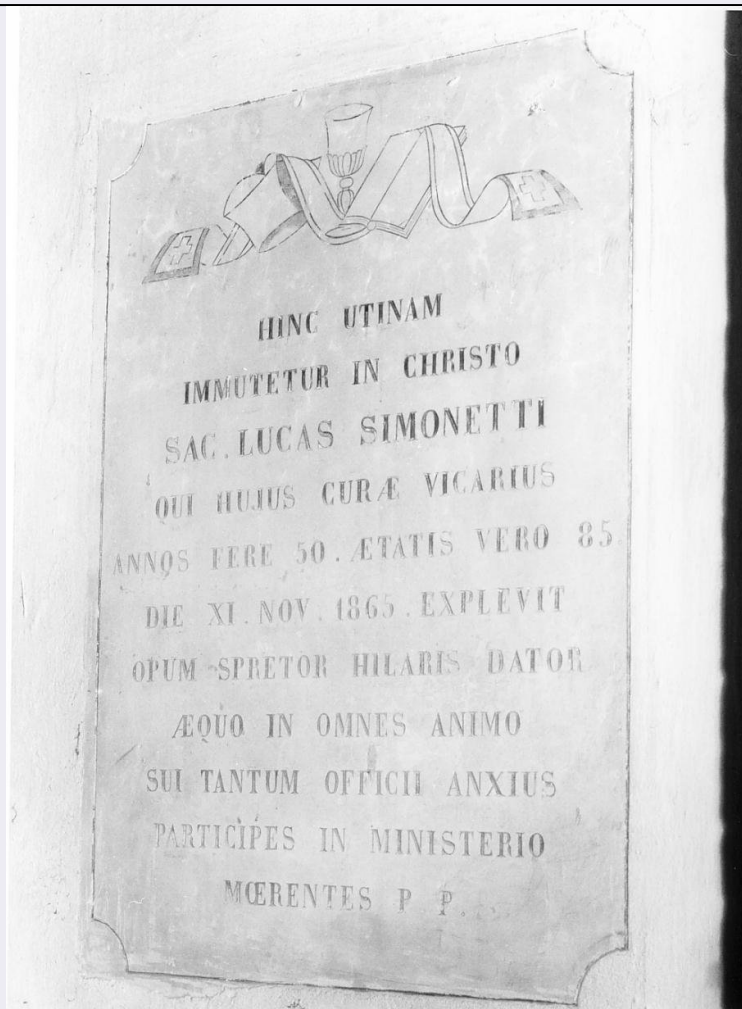 HINC UTINAM
IMMUTETUR IN CHRISTO
SAC. LUCAS SIMONETTI
QUI HUJUS CURÆ VICARIUS
ANNOS FERE 50. ÆTATIS VERO 85
DIE XI. NOV. 1865. EXPLEVIT
OPUM SPRETOR HILARIS DATOR
ÆQUO IN OMNES ANIMO
SUI TANTUM OFFICII ANXIUS
PARTICIPES IN MINISTERIO
MŒRENTES P. P.